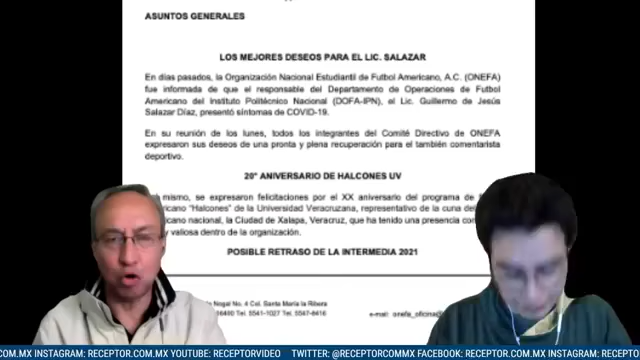 ASUNTOS GENERALES
LOS MEJORES DESEOS PARA EL LIC. SALAZAR
En días pasados, la Organización Nacional Estudiantil de Futbol Americano, A.C. (ONEFA)
fue informada de que el responsable del Departamento de Operaciones de Futbol
Americano del Instituto Politécnico Nacional (DOFA-IPN), el Lic. Guillermo de Jesús
Salazar Díaz, presentó síntomas de COVID-19.
En su reunión de los lunes, todos los integrantes del Comité Directivo de ONEFA
expresaron sus deseos de una pronta y plena recuperación para el también comentarista
deportivo.
20° ANIVERSARIO DE HALCONES UV
mismo, se expresaron felicitaciones por el XX aniversario del programa de
"Halcones" de la Universidad Veracruzana, representativo de la cuna del
nacional, la Ciudad de Xalapa, Veracruz, que ha tenido una presencia
y valiosa dentro de la organización.
POSIBLE RETRASO DE LA INTERMEDIA 2021
Nogal No. 4 Col. Santa María la Ribera
Tel. 5541-1027 Tel. 5547-8416
e-mail: onefa_oficina@
.COM.MX INSTAGRAM: RECEPTOR.COM.MX YOUTUBE: RECEPTORVIDEO TWITTER: @RECEPTORCOMMX FACEBOOK: RECEPTOR.COM.MX INSTAGRAM: RECEP